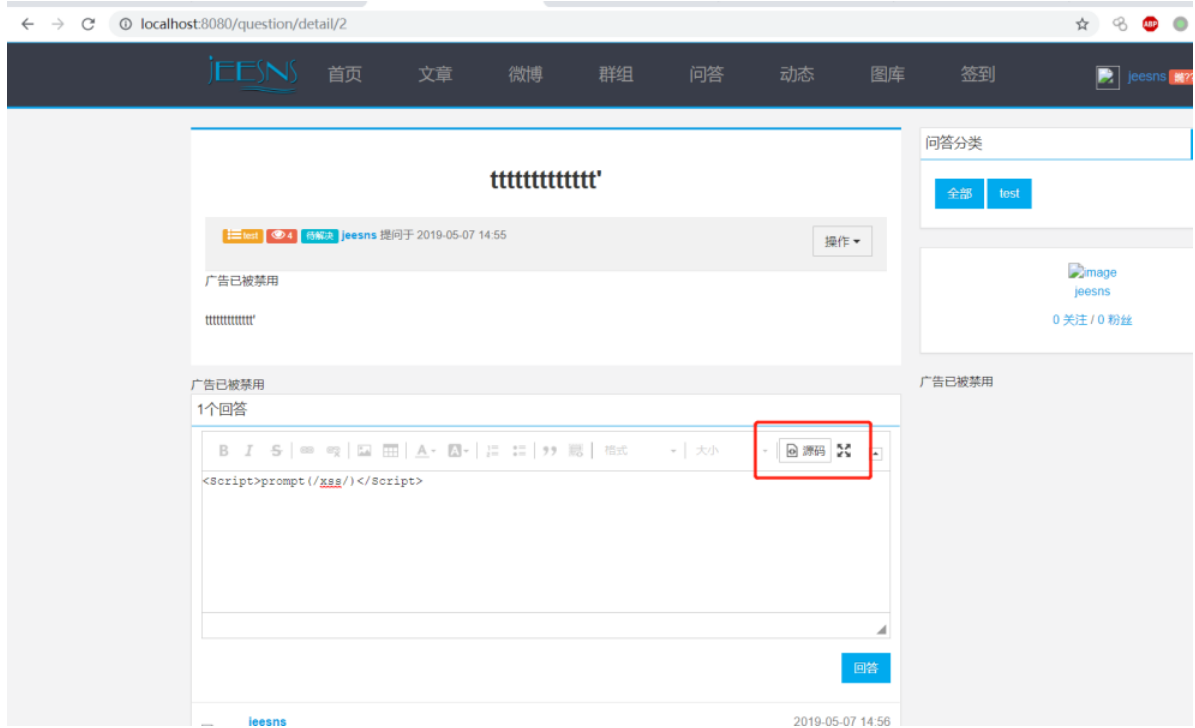 localhost:8080/question/detail/2
ABP
JEESNS 首页 文章 微博 群组 问答 动态 图库 签到 jeesns
ttttttttttttt'
test 4 待解决 jeesns 提问于 2019-05-07 14:55
操作
广告已被禁用
ttttttttttttt'
问答分类
全部 test
image
jeesns
0 关注 / 0 粉丝
广告已被禁用
广告已被禁用
1个回答
B I S A A 格式 大小 源码
<Script>prompt(/xss/)</Script>
回答
jeesns 2019-05-07 14:56